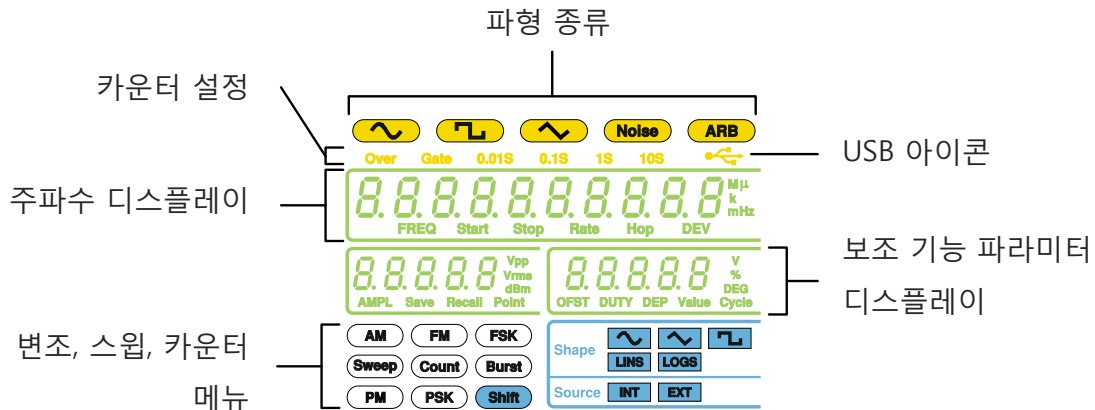 파형 종류
카운터 설정
Noise ARB
Over Gate 0.01S 0.1S 1S 10S
USB 아이콘
주파수 디스플레이
8.8.8.8.8.8.8.8.8.8 Mμ
k
mHz
FREQ Start Stop Rate Hop DEV
8.8.8.8.8 Vpp
Vrms
dBm
AMPL Save Recall Point
8.8.8.8.8 V
%
DEG
OFST DUTY DEP Value Cycle
보조 기능 파라미터
디스플레이
변조, 스윕, 카운터
메뉴
AM FM FSK
Sweep Count Burst
PM PSK Shift
Shape
LINS LOGS
Source INT EXT